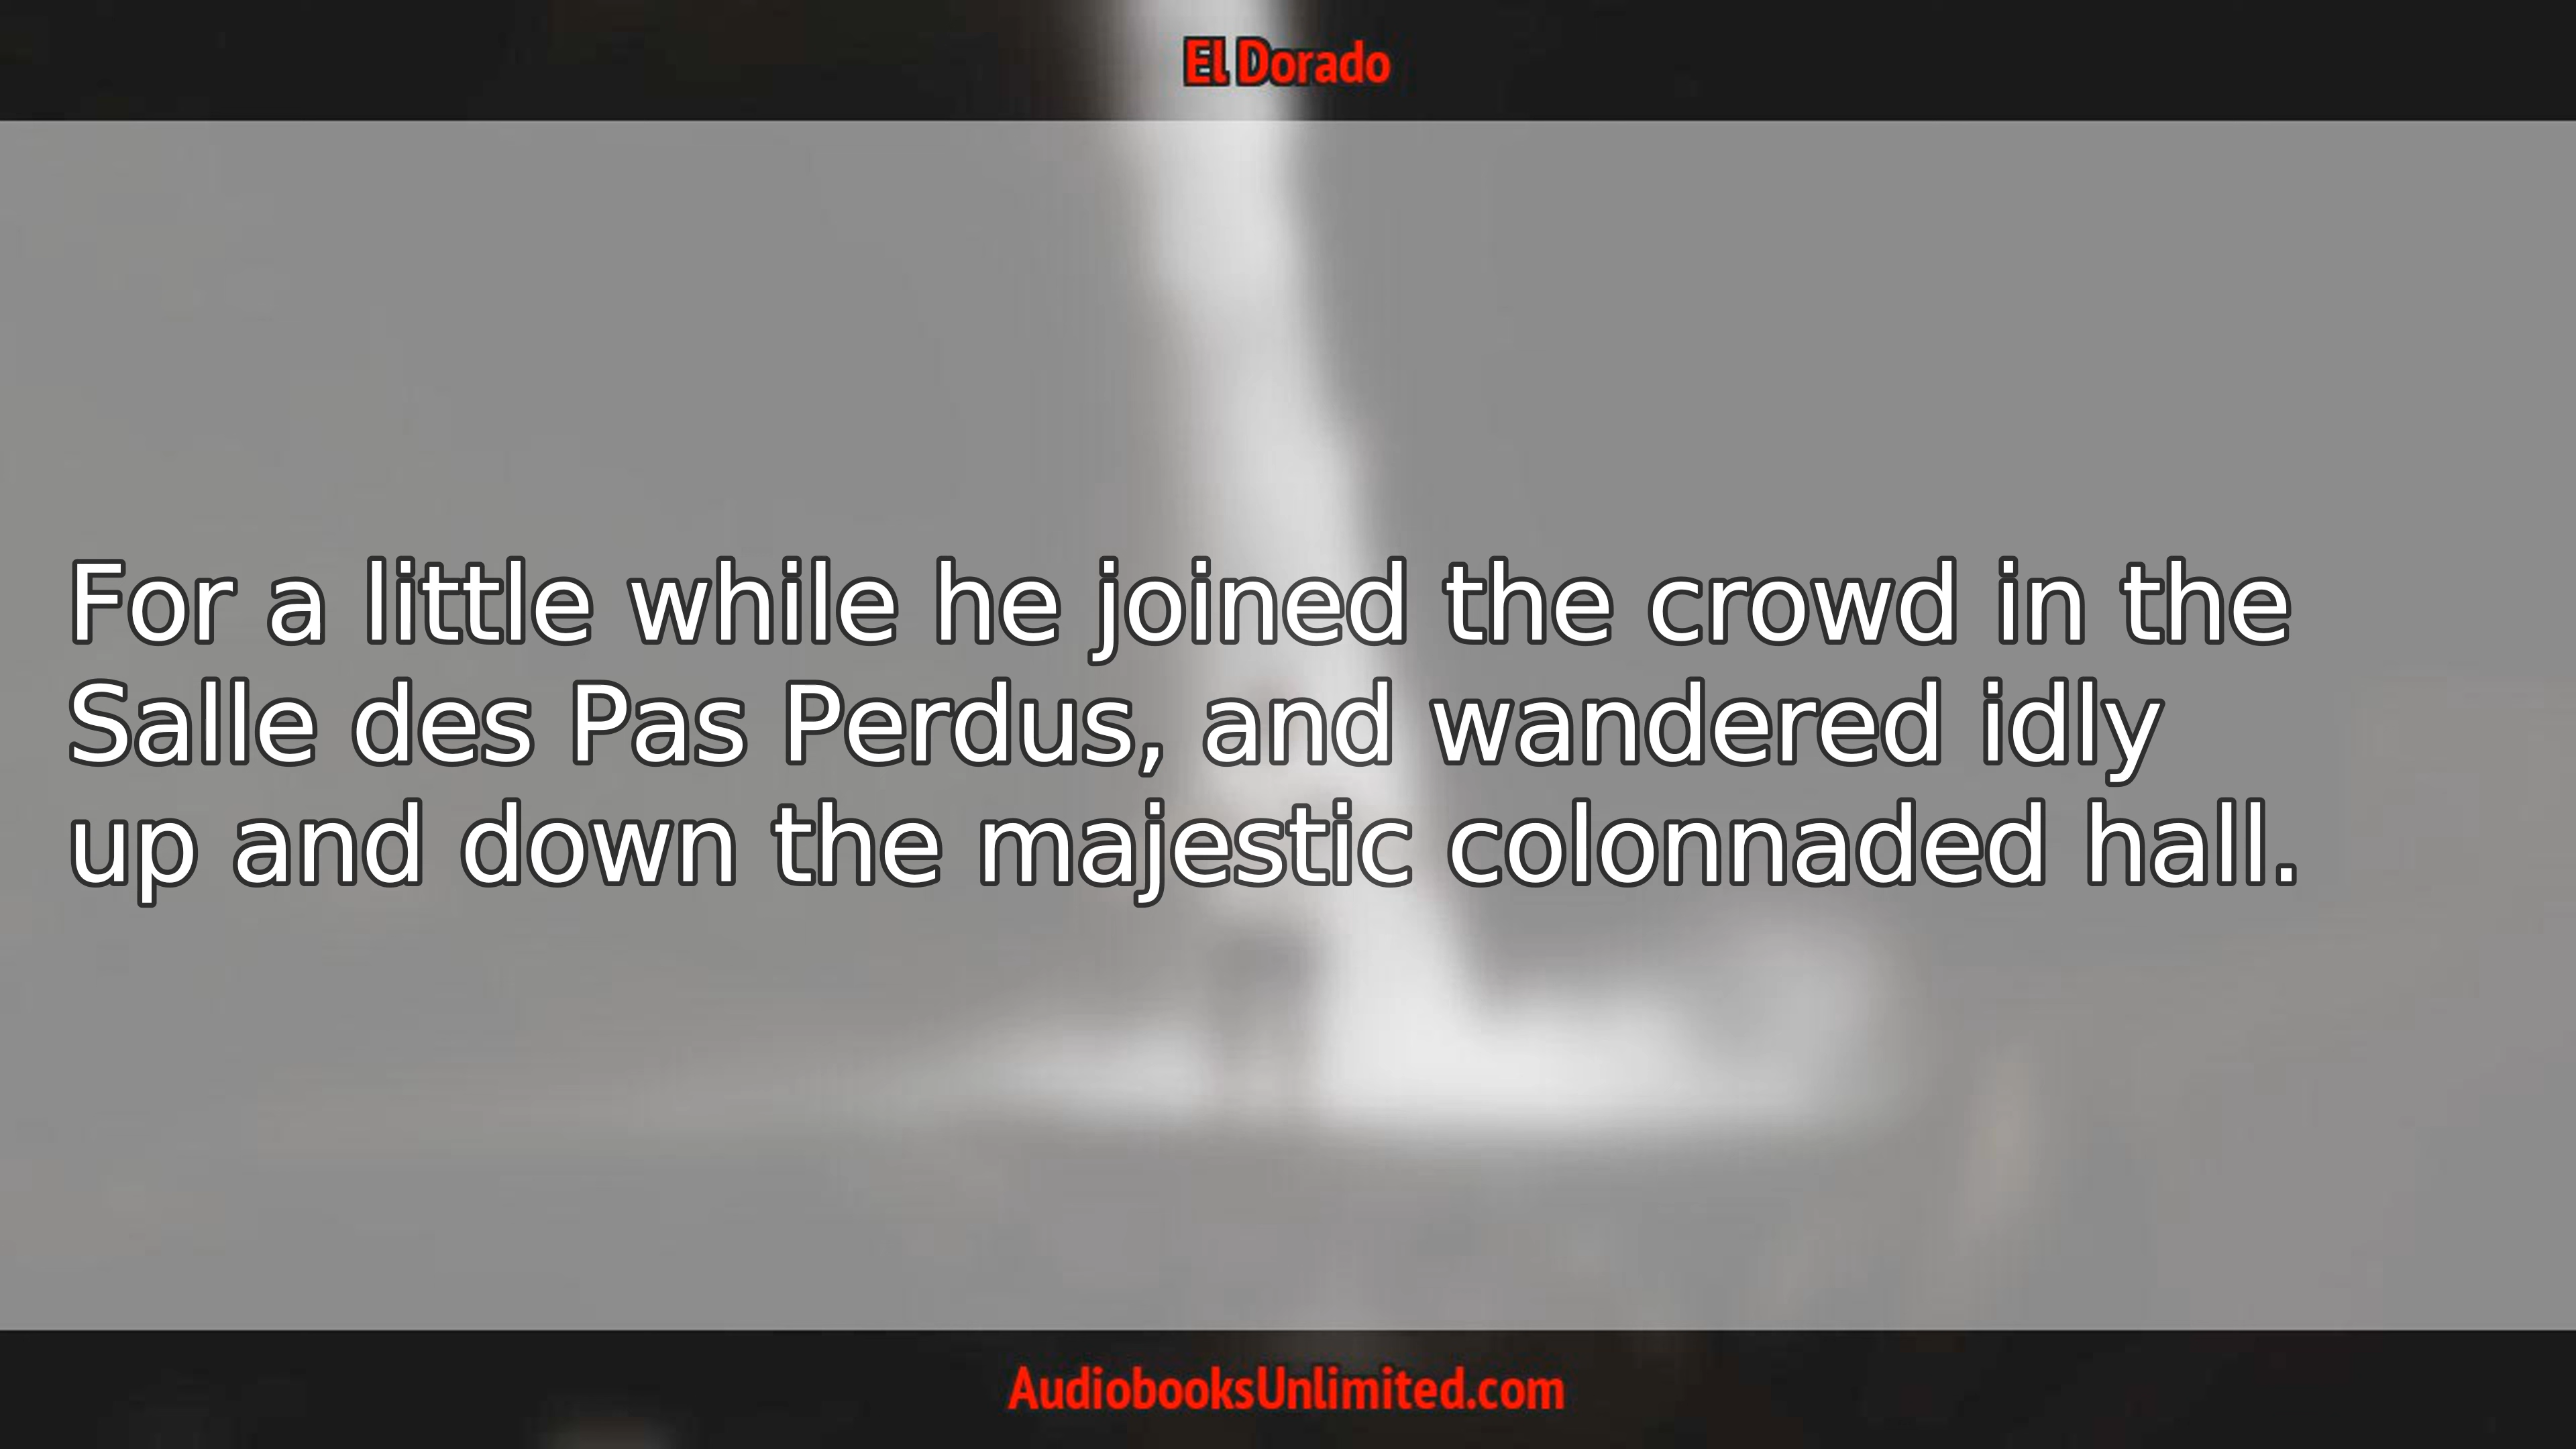 El Dorado
For a little while he joined the crowd in the
Salle des Pas Perdus, and wandered idly
up and down the majestic colonnaded hall.
AudiobooksUnlimited.com